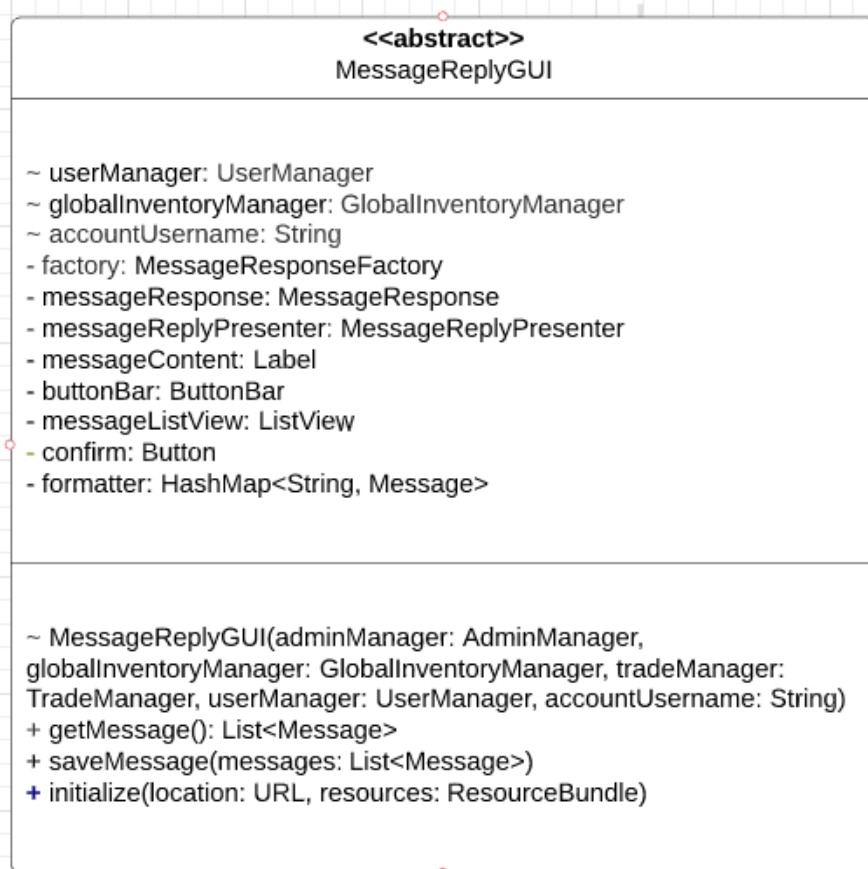 <<abstract>>
MessageReplyGUI
~ userManager: UserManager
~ globalInventoryManager: GlobalInventoryManager
~ accountUsername: String
- factory: MessageResponseFactory
- messageResponse: MessageResponse
- messageReplyPresenter: MessageReplyPresenter
- messageContent: Label
- buttonBar: ButtonBar
- messageListView: ListView
- confirm: Button
- formatter: HashMap<String, Message>
~ MessageReplyGUI(adminManager: AdminManager,
globalInventoryManager: GlobalInventoryManager, tradeManager:
TradeManager, userManager: UserManager, accountUsername: String)
+ getMessage(): List<Message>
+ saveMessage(messages: List<Message>)
+ initialize(location: URL, resources: ResourceBundle)